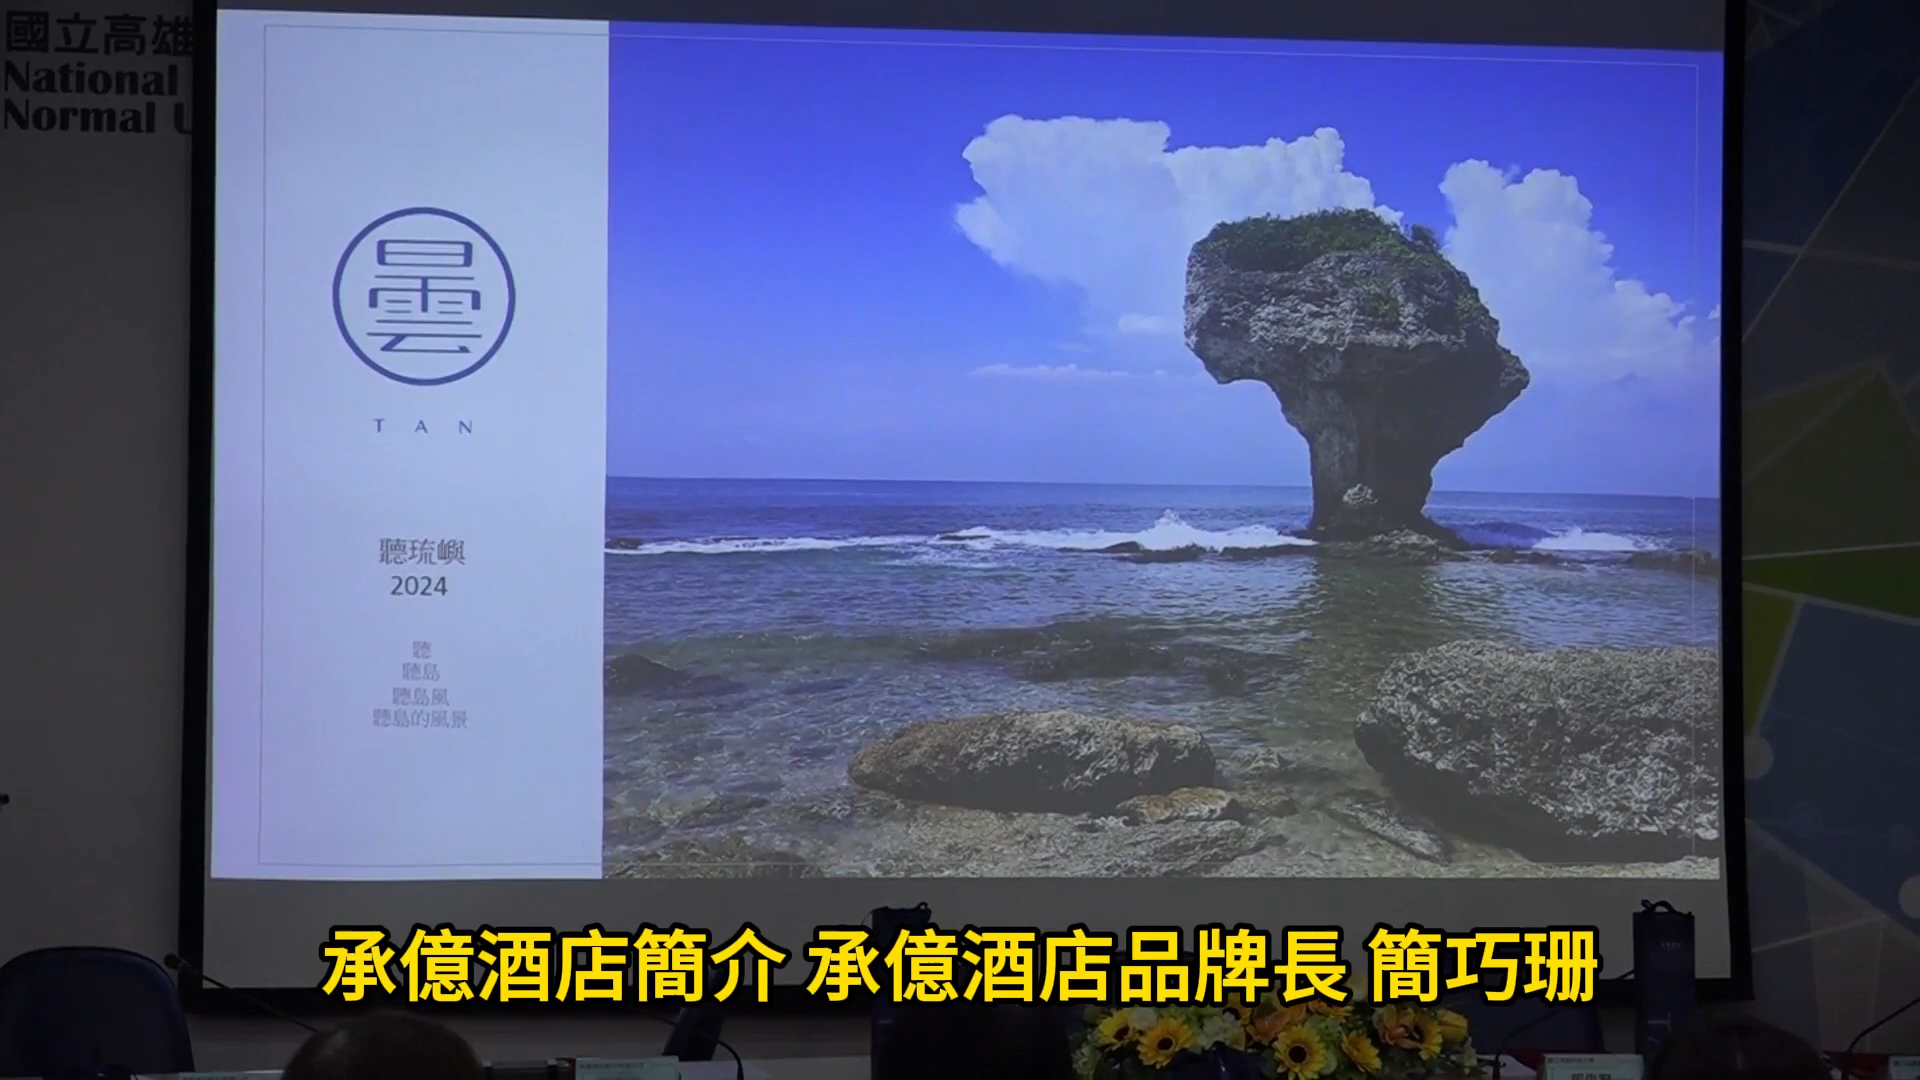 國立高雄
National
Normal U
曇
TAN
聽琉嶼
2024
聽
聽島
聽島風
聽島的風景
承億酒店簡介 承億酒店品牌長 簡巧珊